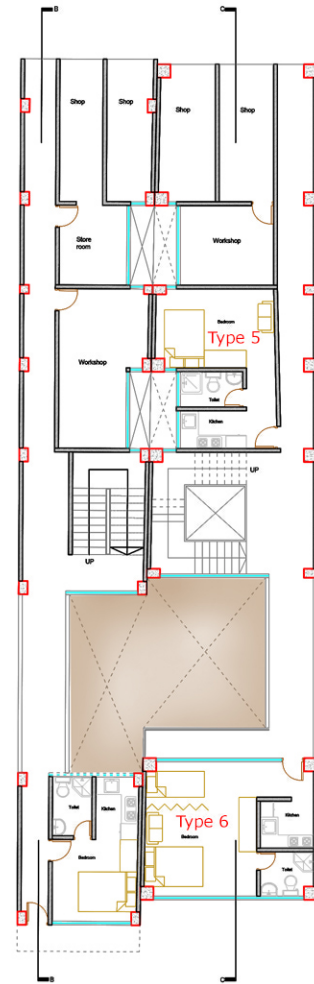 B
C
Shop
Shop
Shop
Shop
Store
room
Workshop
Bedroom
Type 5
Workshop
Toilet
Kitchen
UP
UP
Toilet
Kitchen
Type 6
Bedroom
Kitchen
Bedroom
Toilet
B
C